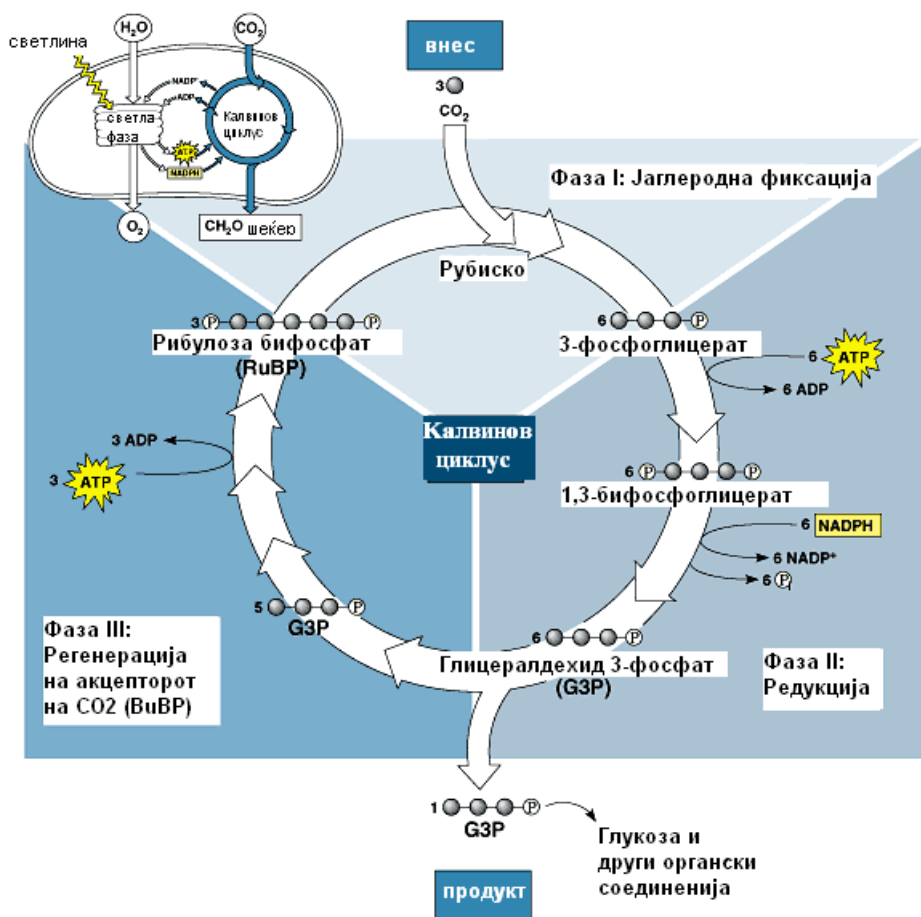 светлина
H₂O
CO₂
NADP⁺
ADP
светла
фаза
Калвинов
циклус
ATP
NADPH
O₂
CH₂O шеќер
внес
3
CO₂
Фаза I: Јаглеродна фиксација
Рубиско
3 P P
Рибулоза бифосфат
(RuBP)
6 P
3-фосфоглицерат
6 ATP
6 ADP
Калвинов
циклус
3 ADP
3 ATP
6 P P
1,3-бифосфоглицерат
6 NADPH
6 NADP⁺
6 Pi
5 P
G3P
6 P
Глицералдехид 3-фосфат
(G3P)
Фаза III:
Регенерација
на акцепторот
на CO2 (BuBP)
Фаза II:
Редукција
1 P
G3P
Глукоза и
други органски
соединенија
продукт